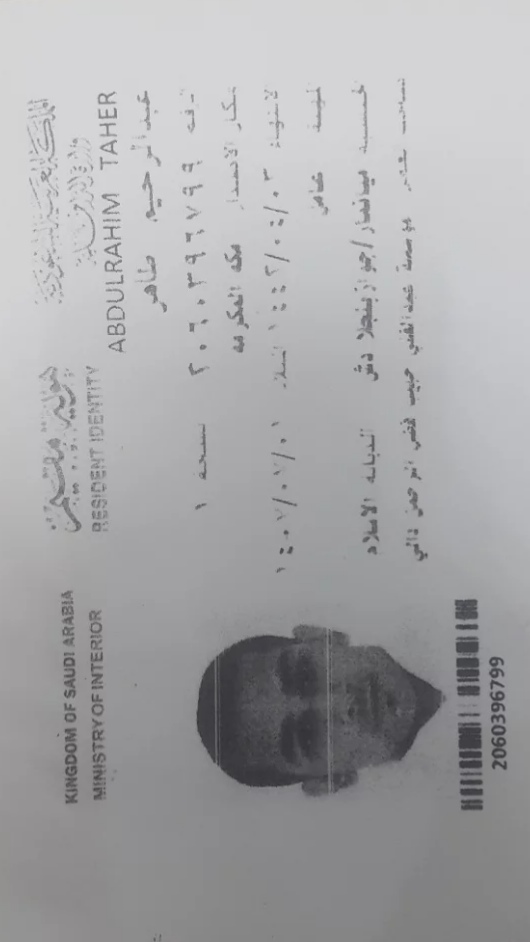 المملكة العربية السعودية
وزارة الداخلية
هوية مقيم
RESIDENT IDENTITY
KINGDOM OF SAUDI ARABIA
MINISTRY OF INTERIOR
ABDULRAHIM TAHER
عبدالرحيم طاهر
الرقم ٢٠٦٠٣٩٦٧٩٩ نسخة ١
مكان الاصدار مكه المكرمه
الانتهاء ١٤٤٢/٠٤/٠٣ الميلاد ١٤٠٧/٠٧/٠١
المهنة عامل
الجنسية ميانمار/جواز بنجلا دش الديانه الاسلام
صاحب العمل مؤسسة عبدالغني حبيب فضي الرحمن دالي
2060396799